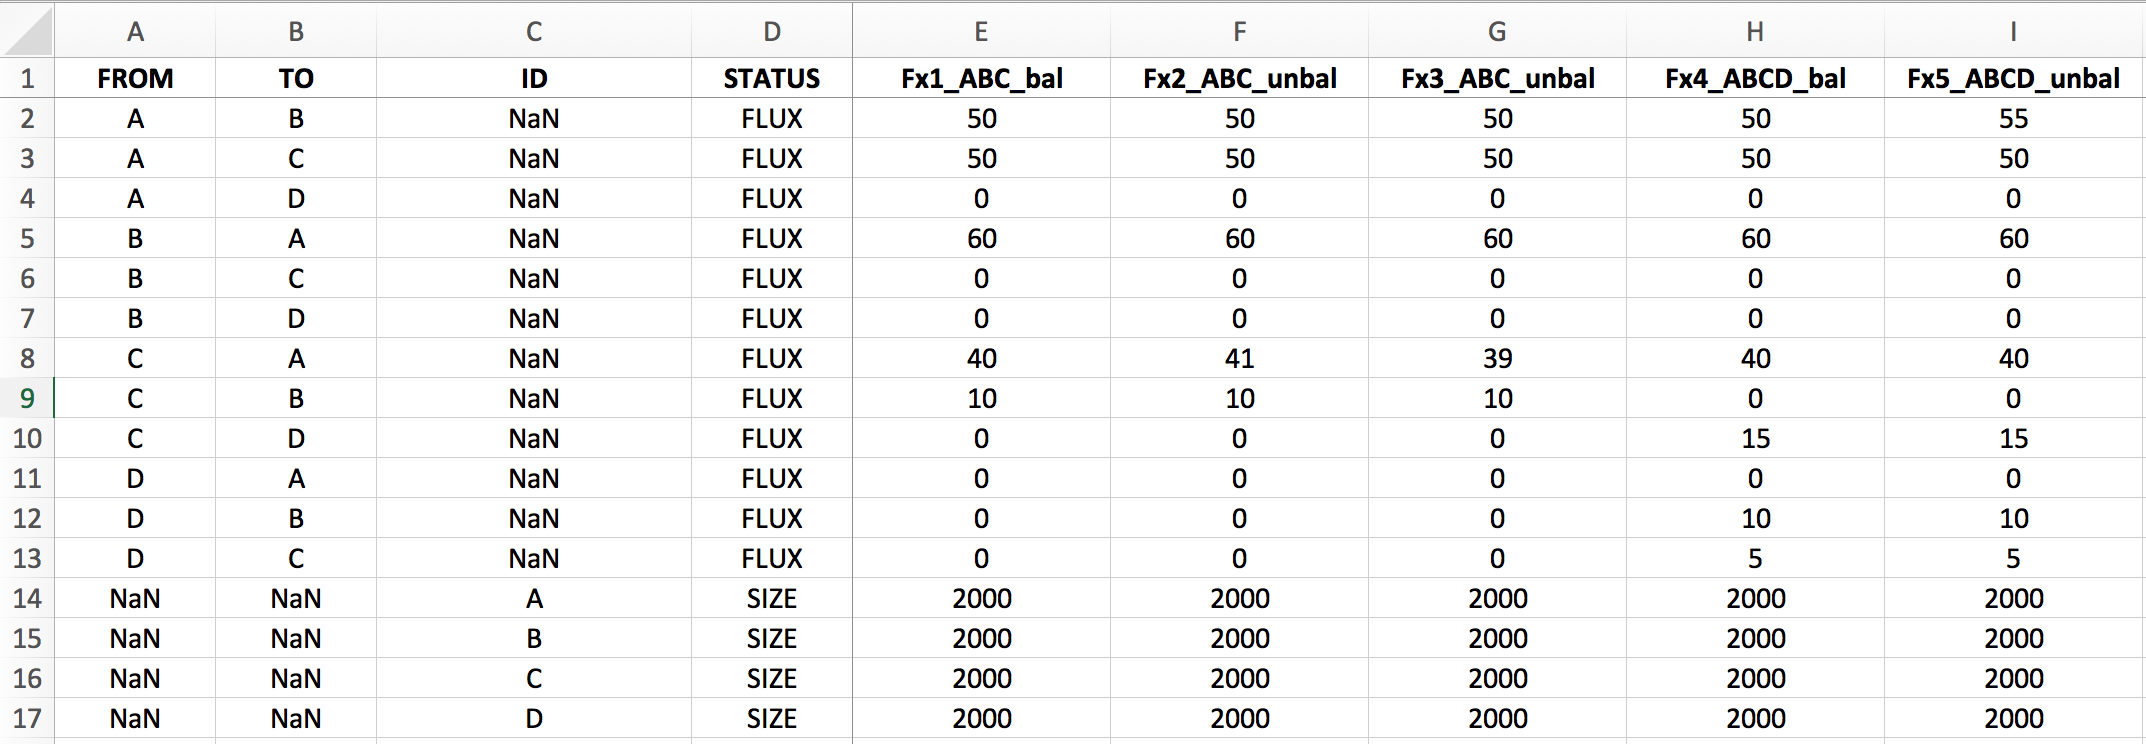 A B C D E F G H I
1 FROM TO ID STATUS Fx1_ABC_bal Fx2_ABC_unbal Fx3_ABC_unbal Fx4_ABCD_bal Fx5_ABCD_unbal
2 A B NaN FLUX 50 50 50 50 55
3 A C NaN FLUX 50 50 50 50 50
4 A D NaN FLUX 0 0 0 0 0
5 B A NaN FLUX 60 60 60 60 60
6 B C NaN FLUX 0 0 0 0 0
7 B D NaN FLUX 0 0 0 0 0
8 C A NaN FLUX 40 41 39 40 40
9 C B NaN FLUX 10 10 10 0 0
10 C D NaN FLUX 0 0 0 15 15
11 D A NaN FLUX 0 0 0 0 0
12 D B NaN FLUX 0 0 0 10 10
13 D C NaN FLUX 0 0 0 5 5
14 NaN NaN A SIZE 2000 2000 2000 2000 2000
15 NaN NaN B SIZE 2000 2000 2000 2000 2000
16 NaN NaN C SIZE 2000 2000 2000 2000 2000
17 NaN NaN D SIZE 2000 2000 2000 2000 2000